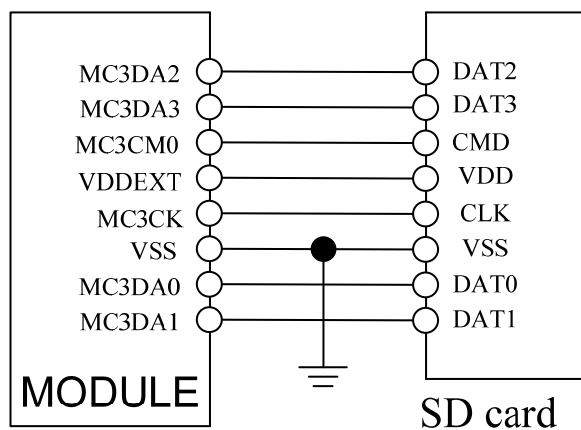 MC3DA2 DAT2
MC3DA3 DAT3
MC3CM0 CMD
VDDEXT VDD
MC3CK CLK
VSS VSS
MC3DA0 DAT0
MC3DA1 DAT1
MODULE
SD card